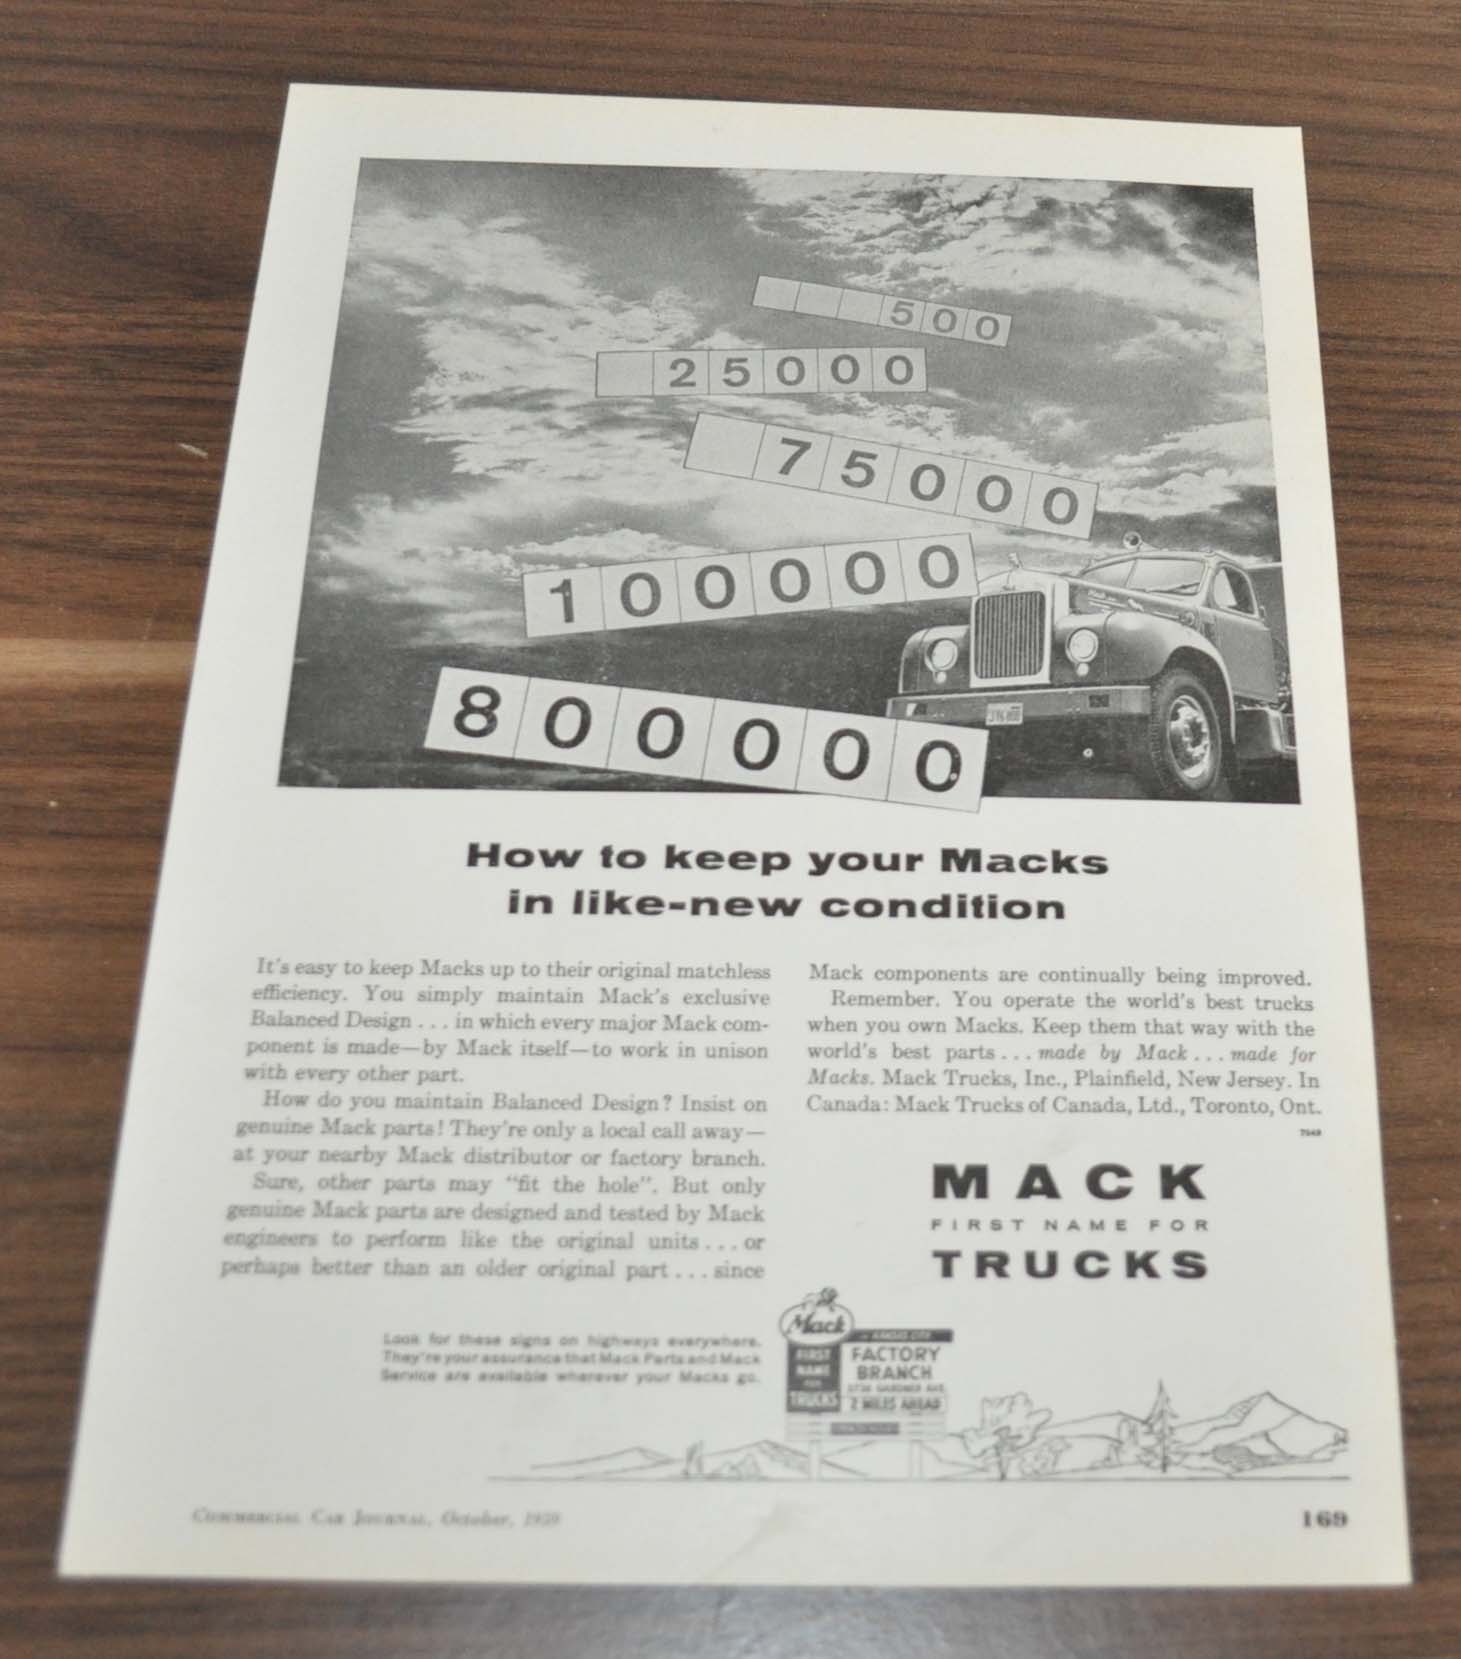 500
25000
75000
100000
800000
How to keep your Macks
in like-new condition
It's easy to keep Macks up to their original matchless
efficiency. You simply maintain Mack's exclusive
Balanced Design . . . in which every major Mack com-
ponent is made—by Mack itself—to work in unison
with every other part.
How do you maintain Balanced Design? Insist on
genuine Mack parts! They're only a local call away—
at your nearby Mack distributor or factory branch.
Sure, other parts may "fit the hole". But only
genuine Mack parts are designed and tested by Mack
engineers to perform like the original units . . . or
perhaps better than an older original part . . . since
Mack components are continually being improved.
Remember. You operate the world's best trucks
when you own Macks. Keep them that way with the
world's best parts . . . made by Mack . . . made for
Macks. Mack Trucks, Inc., Plainfield, New Jersey. In
Canada: Mack Trucks of Canada, Ltd., Toronto, Ont.
MACK
FIRST NAME FOR
TRUCKS
Look for these signs on highways everywhere.
They're your assurance that Mack Parts and Mack
Service are available wherever your Macks go.
Mack
FIRST
NAME
FOR
TRUCKS
KANSAS CITY
FACTORY
BRANCH
GARDNER AVE.
2 MILES AHEAD
COMMERCIAL CAR JOURNAL, October, 1959
169